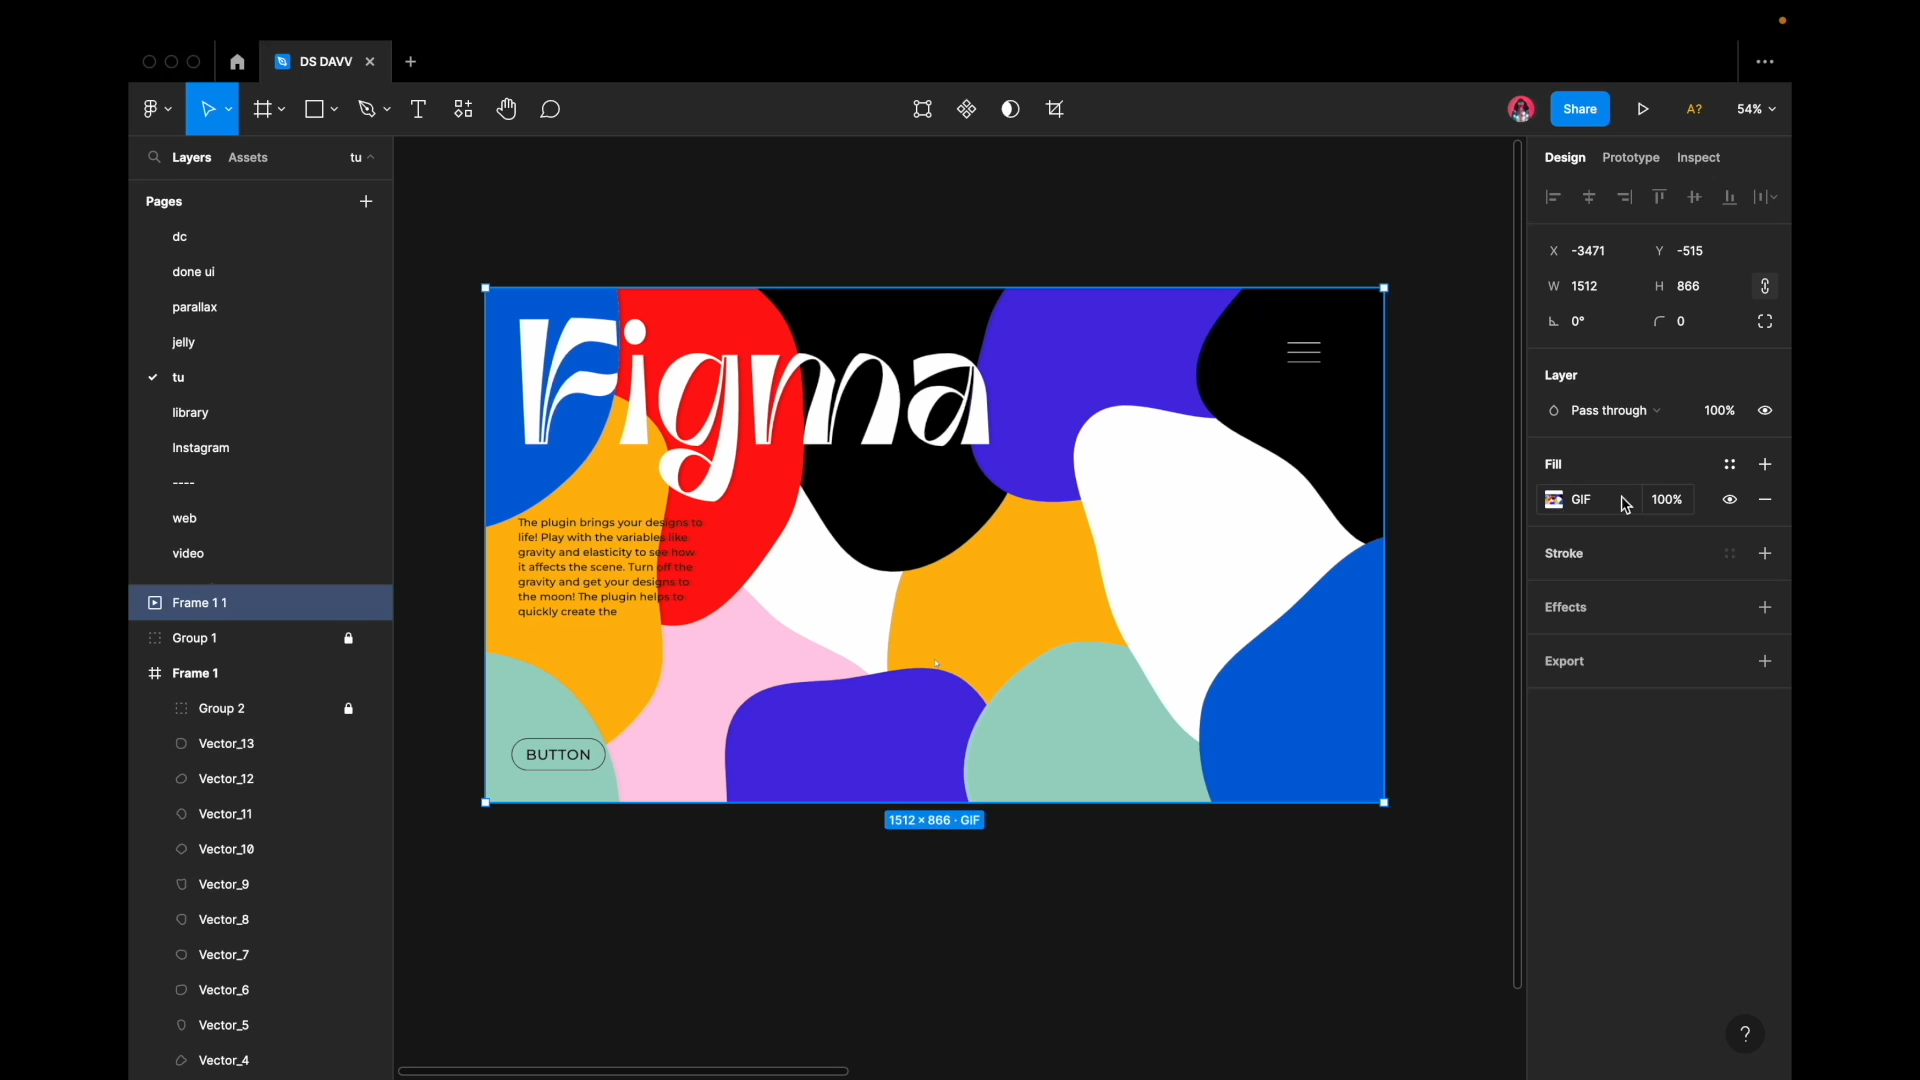 DS DAVV
Share
A?
54%
Layers
Assets
tu
Pages
dc
done ui
parallax
jelly
tu
library
Instagram
----
web
video
Frame 1 1
Group 1
Frame 1
Group 2
Vector_13
Vector_12
Vector_11
Vector_10
Vector_9
Vector_8
Vector_7
Vector_6
Vector_5
Vector_4
Figma
The plugin brings your designs to
life! Play with the variables like
gravity and elasticity to see how
it affects the scene. Turn off the
gravity and get your designs to
the moon! The plugin helps to
quickly create the
BUTTON
1512 × 866 · GIF
Design
Prototype
Inspect
X -3471
Y -515
W 1512
H 866
0°
0
Layer
Pass through
100%
Fill
GIF
100%
Stroke
Effects
Export
?